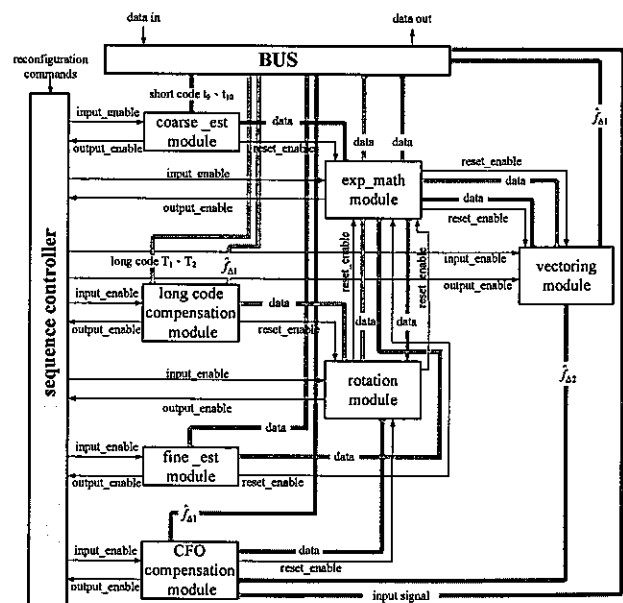 data in
data out
BUS
reconfiguration
commands
short code t₉、t₁₀
input_enable
coarse_est
module
data
data
data
f̂Δ1
output_enable
reset_enable
reset_enable
input_enable
exp_math
module
data
data
output_enable
reset_enable
reset_enable
reset_enable
long code T₁、T₂
f̂Δ1
input_enable
vectoring
module
output_enable
input_enable
long code
compensation
module
data
output_enable
reset_enable
data
data
sequence controller
input_enable
rotation
module
output_enable
f̂Δ2
data
input_enable
fine_est
module
data
output_enable
reset_enable
f̂Δ1
input_enable
CFO
compensation
module
data
reset_enable
output_enable
input signal